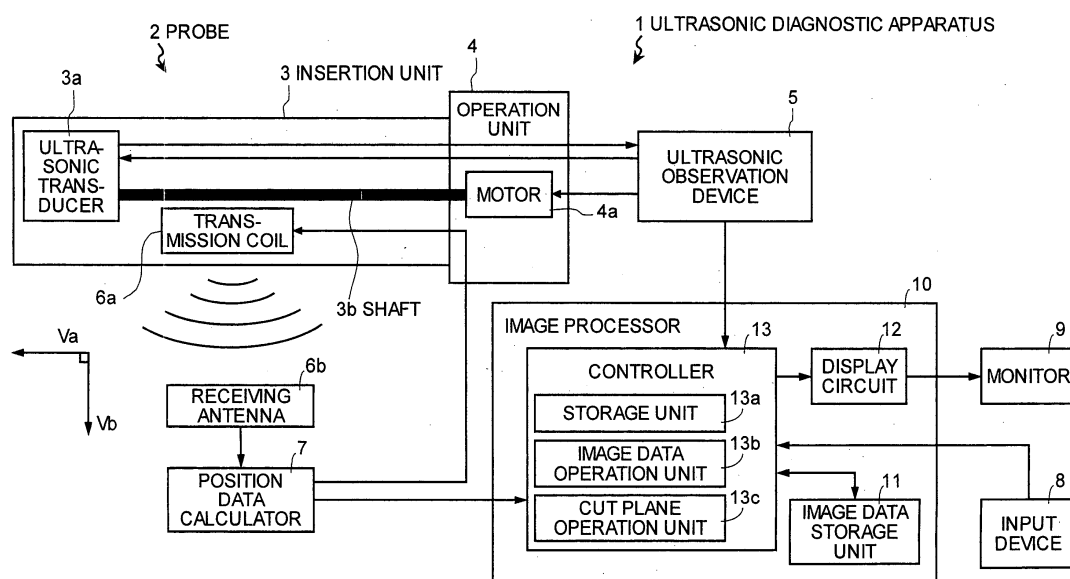 2 PROBE
1 ULTRASONIC DIAGNOSTIC APPARATUS
3a
3 INSERTION UNIT
4
OPERATION
UNIT
5
ULTRA-
SONIC
TRANS-
DUCER
ULTRASONIC
OBSERVATION
DEVICE
MOTOR
4a
TRANS-
MISSION COIL
6a
3b SHAFT
10
IMAGE PROCESSOR
13
12
9
Va
Vb
CONTROLLER
DISPLAY
CIRCUIT
MONITOR
6b
RECEIVING
ANTENNA
13a
STORAGE UNIT
13b
IMAGE DATA
OPERATION UNIT
7
POSITION
DATA
CALCULATOR
13c
CUT PLANE
OPERATION UNIT
11
IMAGE DATA
STORAGE
UNIT
8
INPUT
DEVICE